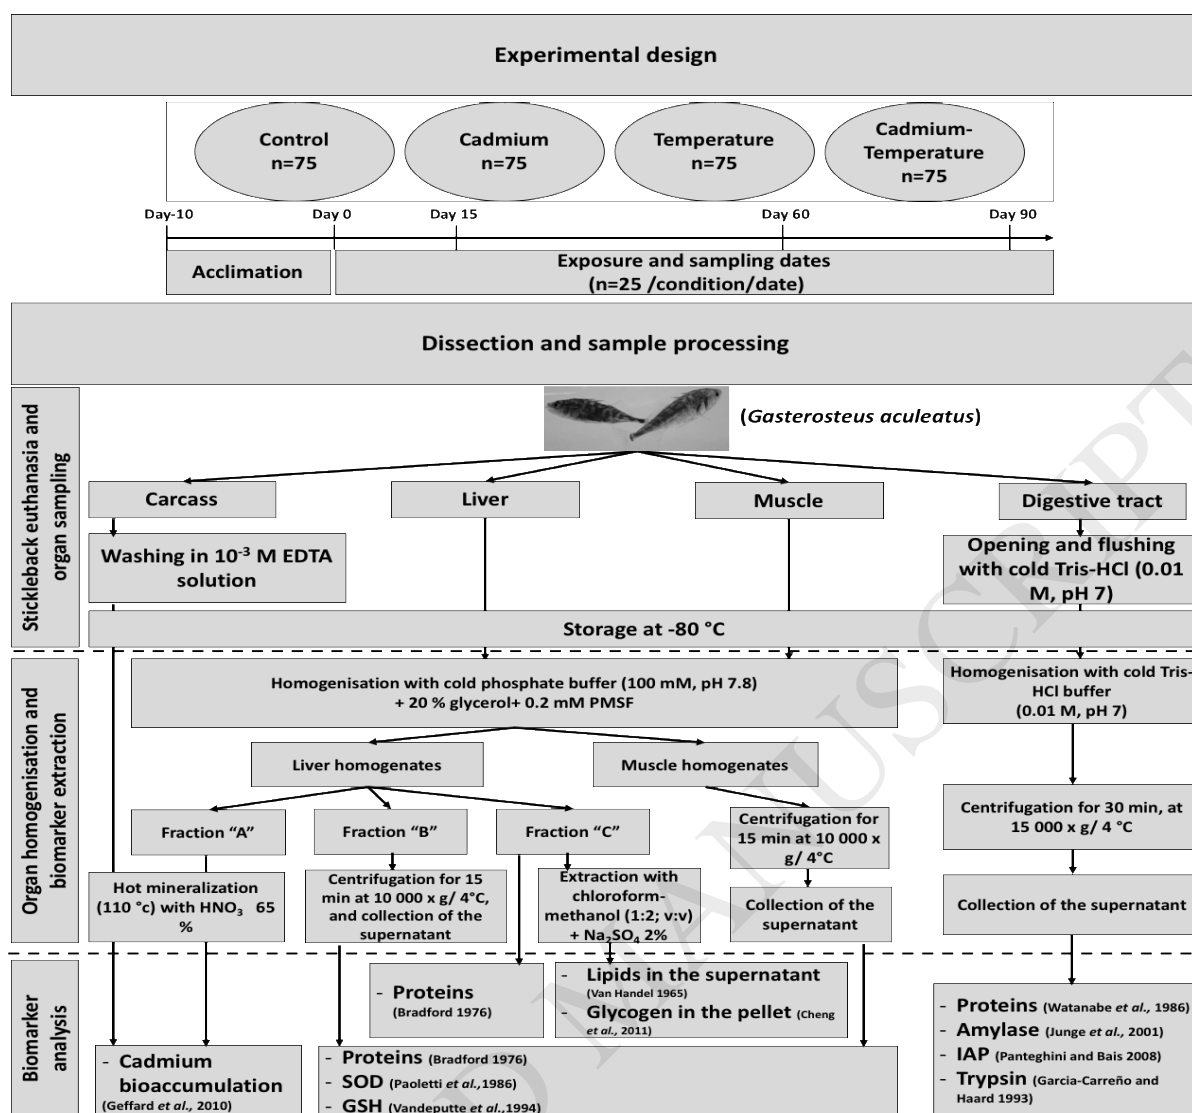 Experimental design
Control
n=75
Cadmium
n=75
Temperature
n=75
Cadmium-
Temperature
n=75
Day-10
Day 0
Day 15
Day 60
Day 90
Acclimation
Exposure and sampling dates
(n=25 /condition/date)
Dissection and sample processing
Stickleback euthanasia and
organ sampling
(Gasterosteus aculeatus)
Carcass
Liver
Muscle
Digestive tract
Washing in 10-3 M EDTA
solution
Opening and flushing
with cold Tris-HCl (0.01
M, pH 7)
Storage at -80 °C
Organ homogenisation and
biomarker extraction
Homogenisation with cold phosphate buffer (100 mM, pH 7.8)
+ 20 % glycerol+ 0.2 mM PMSF
Homogenisation with cold Tris-
HCl buffer
(0.01 M, pH 7)
Liver homogenates
Muscle homogenates
Fraction “A”
Fraction “B”
Fraction “C”
Centrifugation for
15 min at 10 000 x
g/ 4°C
Centrifugation for 30 min, at
15 000 x g/ 4 °C
Hot mineralization
(110 °c) with HNO3 65
%
Centrifugation for 15
min at 10 000 x g/ 4°C,
and collection of the
supernatant
Extraction with
chloroform-
methanol (1:2; v:v)
+ Na2SO4 2%
Collection of the
supernatant
Collection of the supernatant
Biomarker
analysis
- Proteins
(Bradford 1976)
- Lipids in the supernatant
(Van Handel 1965)
- Glycogen in the pellet (Cheng
et al., 2011)
- Cadmium
bioaccumulation
(Geffard et al., 2010)
- Proteins (Bradford 1976)
- SOD (Paoletti et al.,1986)
- GSH (Vandeputte et al.,1994)
- Proteins (Watanabe et al., 1986)
- Amylase (Junge et al., 2001)
- IAP (Panteghini and Bais 2008)
- Trypsin (Garcia-Carreño and
Haard 1993)
D MANUSCRIPT